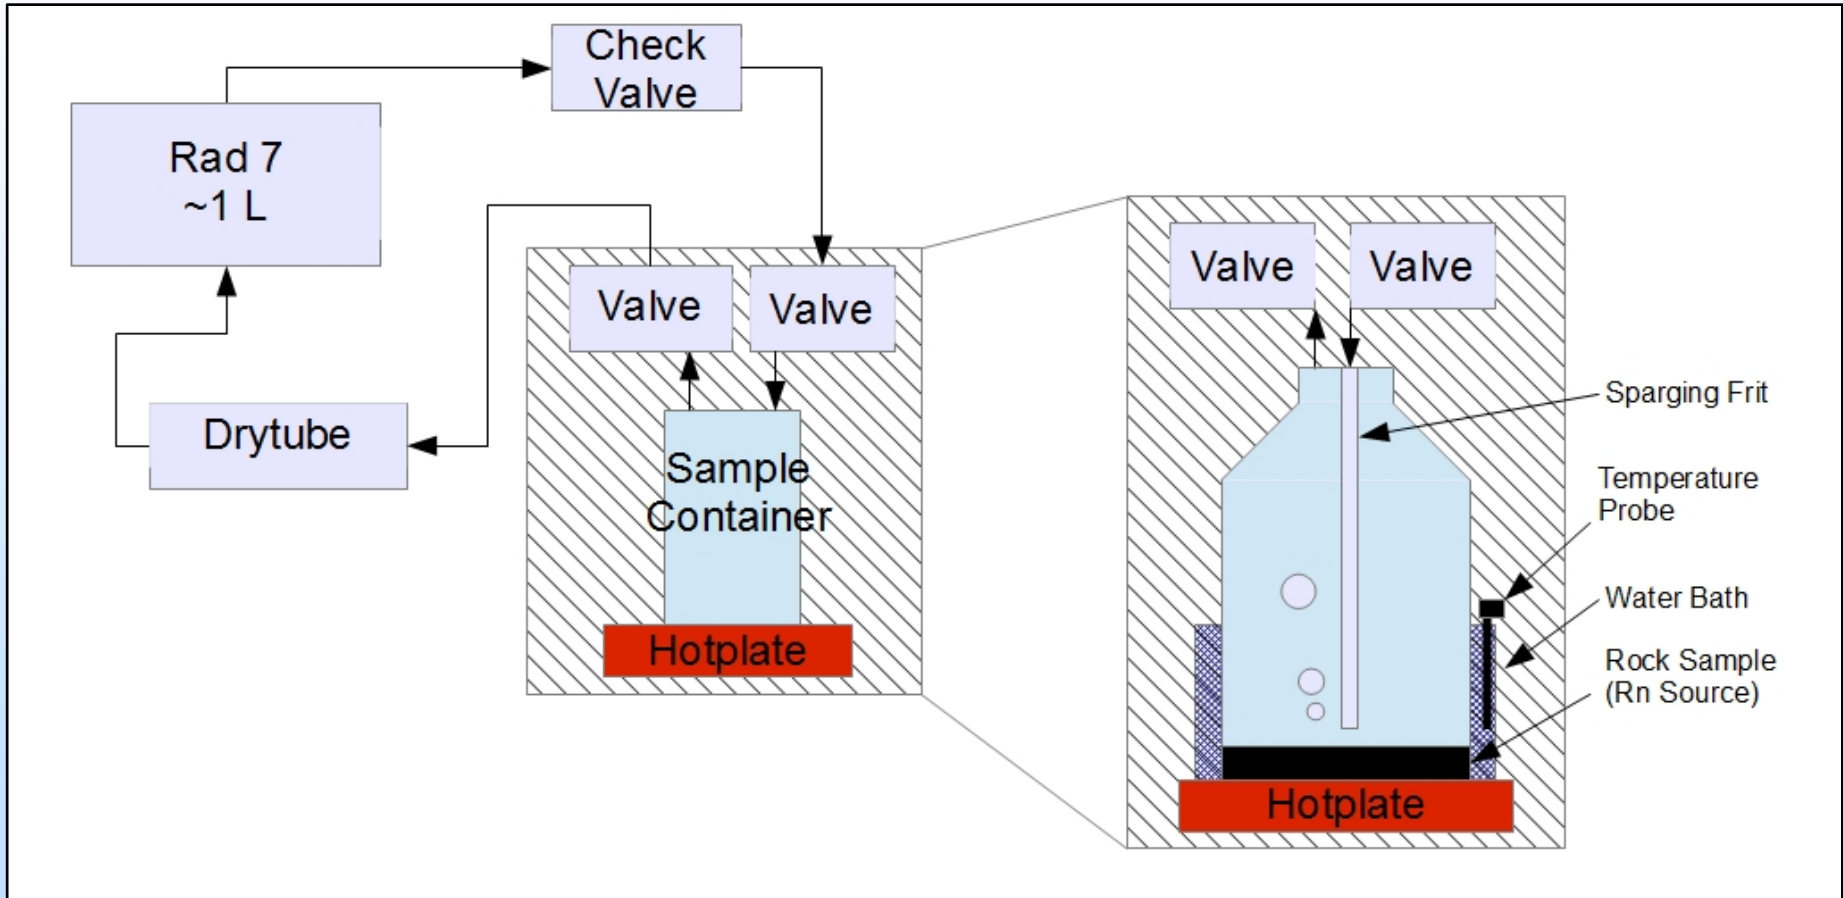 Check
Valve
Rad 7
~1 L
Valve
Valve
Drytube
Sample
Container
Hotplate
Valve
Valve
Sparging Frit
Temperature
Probe
Water Bath
Rock Sample
(Rn Source)
Hotplate